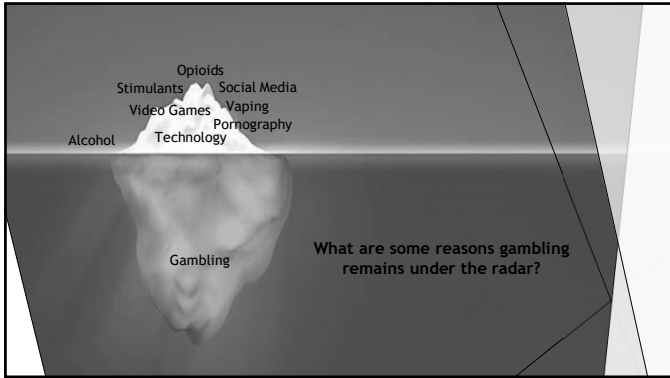 Opioids
Stimulants Social Media
Video Games Vaping
Pornography
Alcohol Technology
Gambling
What are some reasons gambling
remains under the radar?